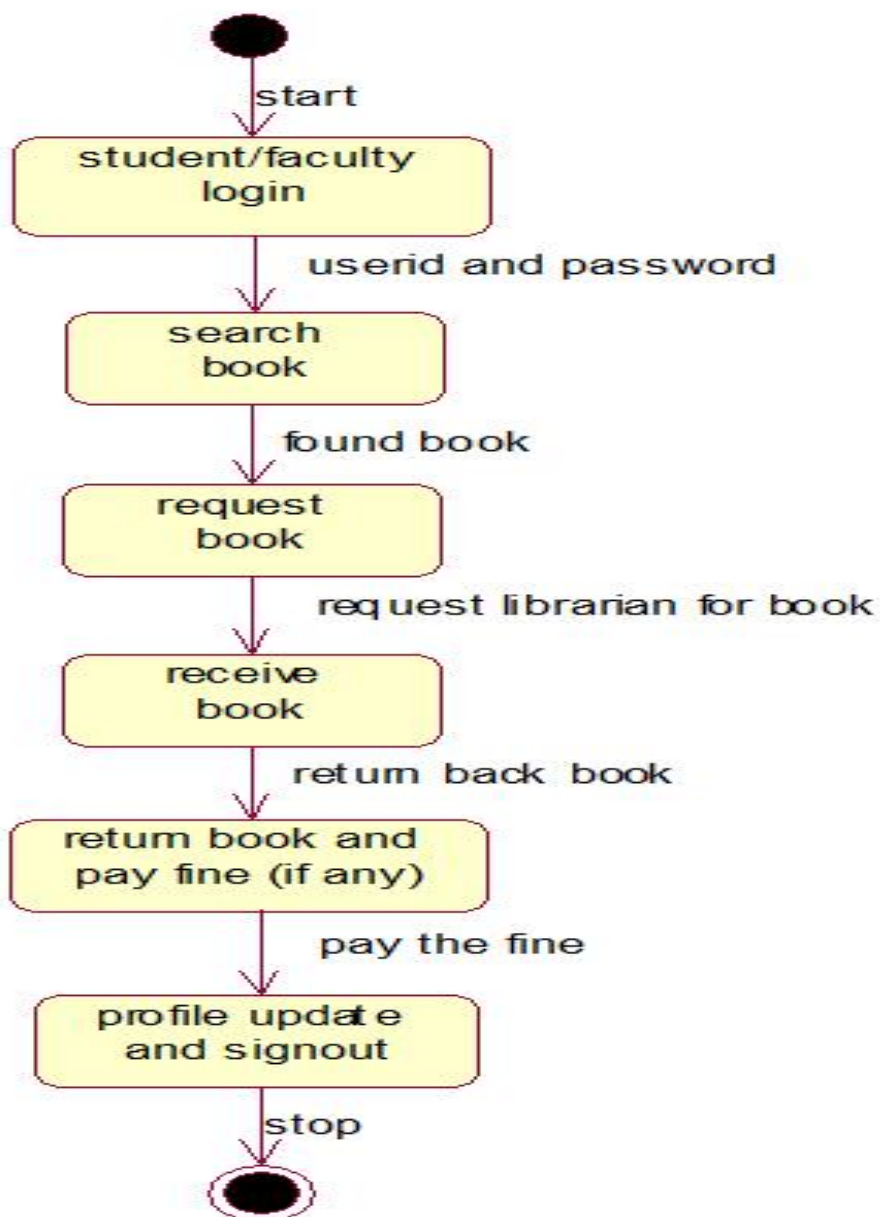 start
student/faculty
login
userid and password
search
book
found book
request
book
request librarian for book
receive
book
return back book
return book and
pay fine (if any)
pay the fine
profile update
and signout
stop